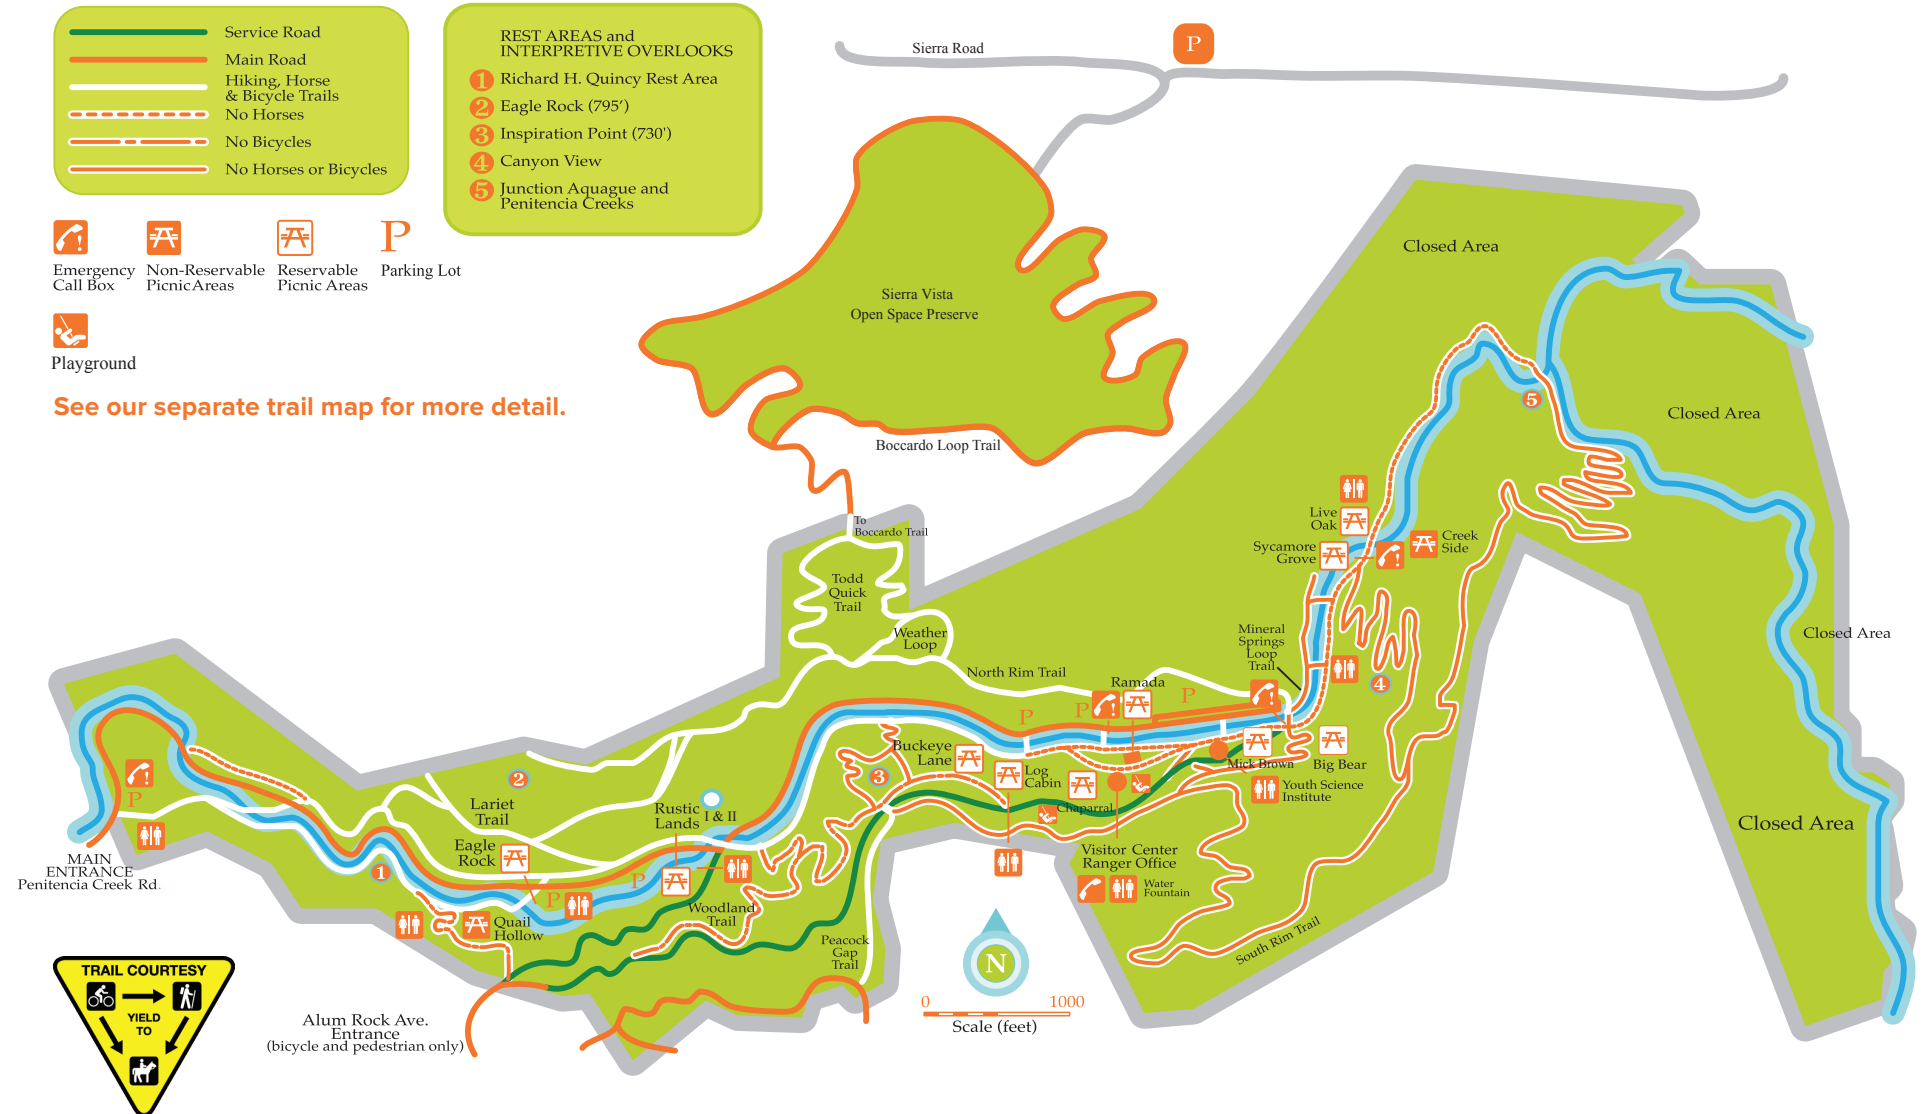 Service Road
Main Road
Hiking, Horse
& Bicycle Trails
No Horses
No Bicycles
No Horses or Bicycles
REST AREAS and
INTERPRETIVE OVERLOOKS
1 Richard H. Quincy Rest Area
2 Eagle Rock (795′)
3 Inspiration Point (730')
4 Canyon View
5 Junction Aquague and
Penitencia Creeks
Emergency
Call Box
Non-Reservable
Picnic Areas
Reservable
Picnic Areas
P
Parking Lot
Playground
See our separate trail map for more detail.
Sierra Road
P
Sierra Vista
Open Space Preserve
Boccardo Loop Trail
To
Boccardo Trail
Closed Area
Closed Area
Closed Area
Closed Area
5
Live
Oak
Sycamore
Grove
Creek
Side
Todd
Quick
Trail
Weather
Loop
North Rim Trail
Mineral
Springs
Loop
Trail
4
Ramada
P
P
P
Buckeye
Lane
3
Log
Cabin
Chaparral
Mick Brown
Big Bear
Youth Science
Institute
Visitor Center
Ranger Office
Water
Fountain
South Rim Trail
2
Lariet
Trail
Rustic
Lands
I & II
Eagle
Rock
1
P
P
P
MAIN
ENTRANCE
Penitencia Creek Rd.
Quail
Hollow
Woodland
Trail
Peacock
Gap
Trail
Alum Rock Ave.
Entrance
(bicycle and pedestrian only)
N
0 1000
Scale (feet)
TRAIL COURTESY
YIELD
TO